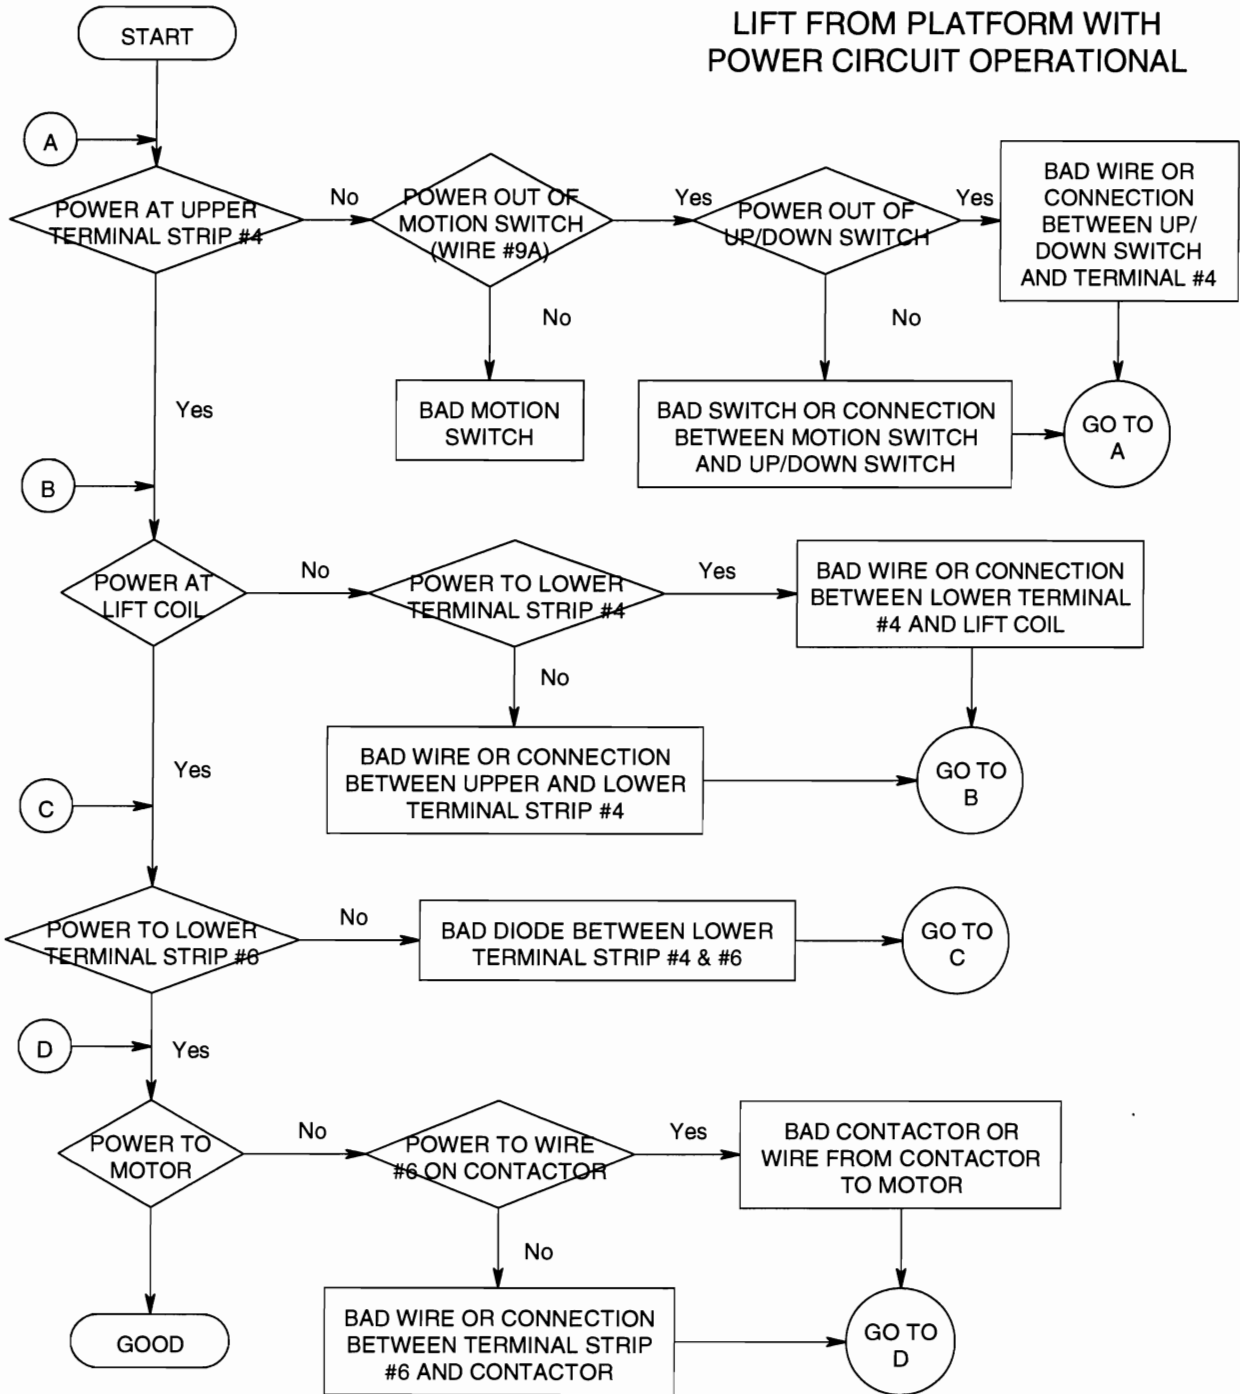 LIFT FROM PLATFORM WITH
POWER CIRCUIT OPERATIONAL
START
A
POWER AT UPPER
TERMINAL STRIP #4
No
POWER OUT OF
MOTION SWITCH
(WIRE #9A)
Yes
POWER OUT OF
UP/DOWN SWITCH
Yes
BAD WIRE OR
CONNECTION
BETWEEN UP/
DOWN SWITCH
AND TERMINAL #4
No
No
Yes
BAD MOTION
SWITCH
BAD SWITCH OR CONNECTION
BETWEEN MOTION SWITCH
AND UP/DOWN SWITCH
GO TO
A
B
POWER AT
LIFT COIL
No
POWER TO LOWER
TERMINAL STRIP #4
Yes
BAD WIRE OR CONNECTION
BETWEEN LOWER TERMINAL
#4 AND LIFT COIL
No
Yes
BAD WIRE OR CONNECTION
BETWEEN UPPER AND LOWER
TERMINAL STRIP #4
GO TO
B
C
POWER TO LOWER
TERMINAL STRIP #6
No
BAD DIODE BETWEEN LOWER
TERMINAL STRIP #4 & #6
GO TO
C
D
Yes
POWER TO
MOTOR
No
POWER TO WIRE
#6 ON CONTACTOR
Yes
BAD CONTACTOR OR
WIRE FROM CONTACTOR
TO MOTOR
No
GOOD
BAD WIRE OR CONNECTION
BETWEEN TERMINAL STRIP
#6 AND CONTACTOR
GO TO
D